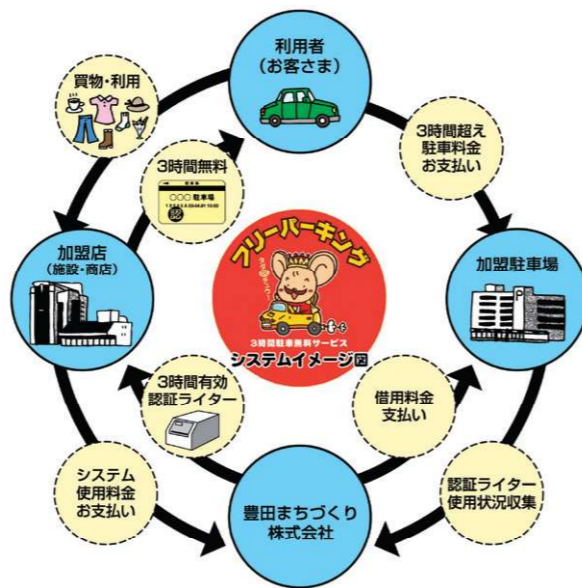 利用者
(お客さま)
買物・利用
3時間超え
駐車料金
お支払い
3時間無料
○○○ 駐車場
加盟店
(施設・商店)
フリーパーキング
3時間駐車無料サービス
システムイメージ図
加盟駐車場
P
3時間有効
認証ライター
借用料金
支払い
システム
使用料金
お支払い
豊田まちづくり
株式会社
認証ライター
使用状況収集